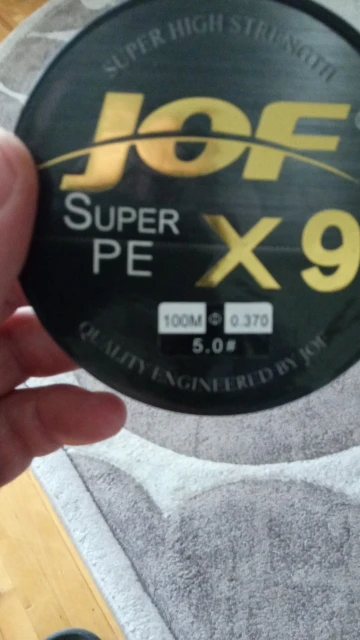 SUPER HIGH STRENGTH
JOF
SUPER
PE
X9
100M Φ 0.370
5.0#
QUALITY ENGINEERED BY JOF